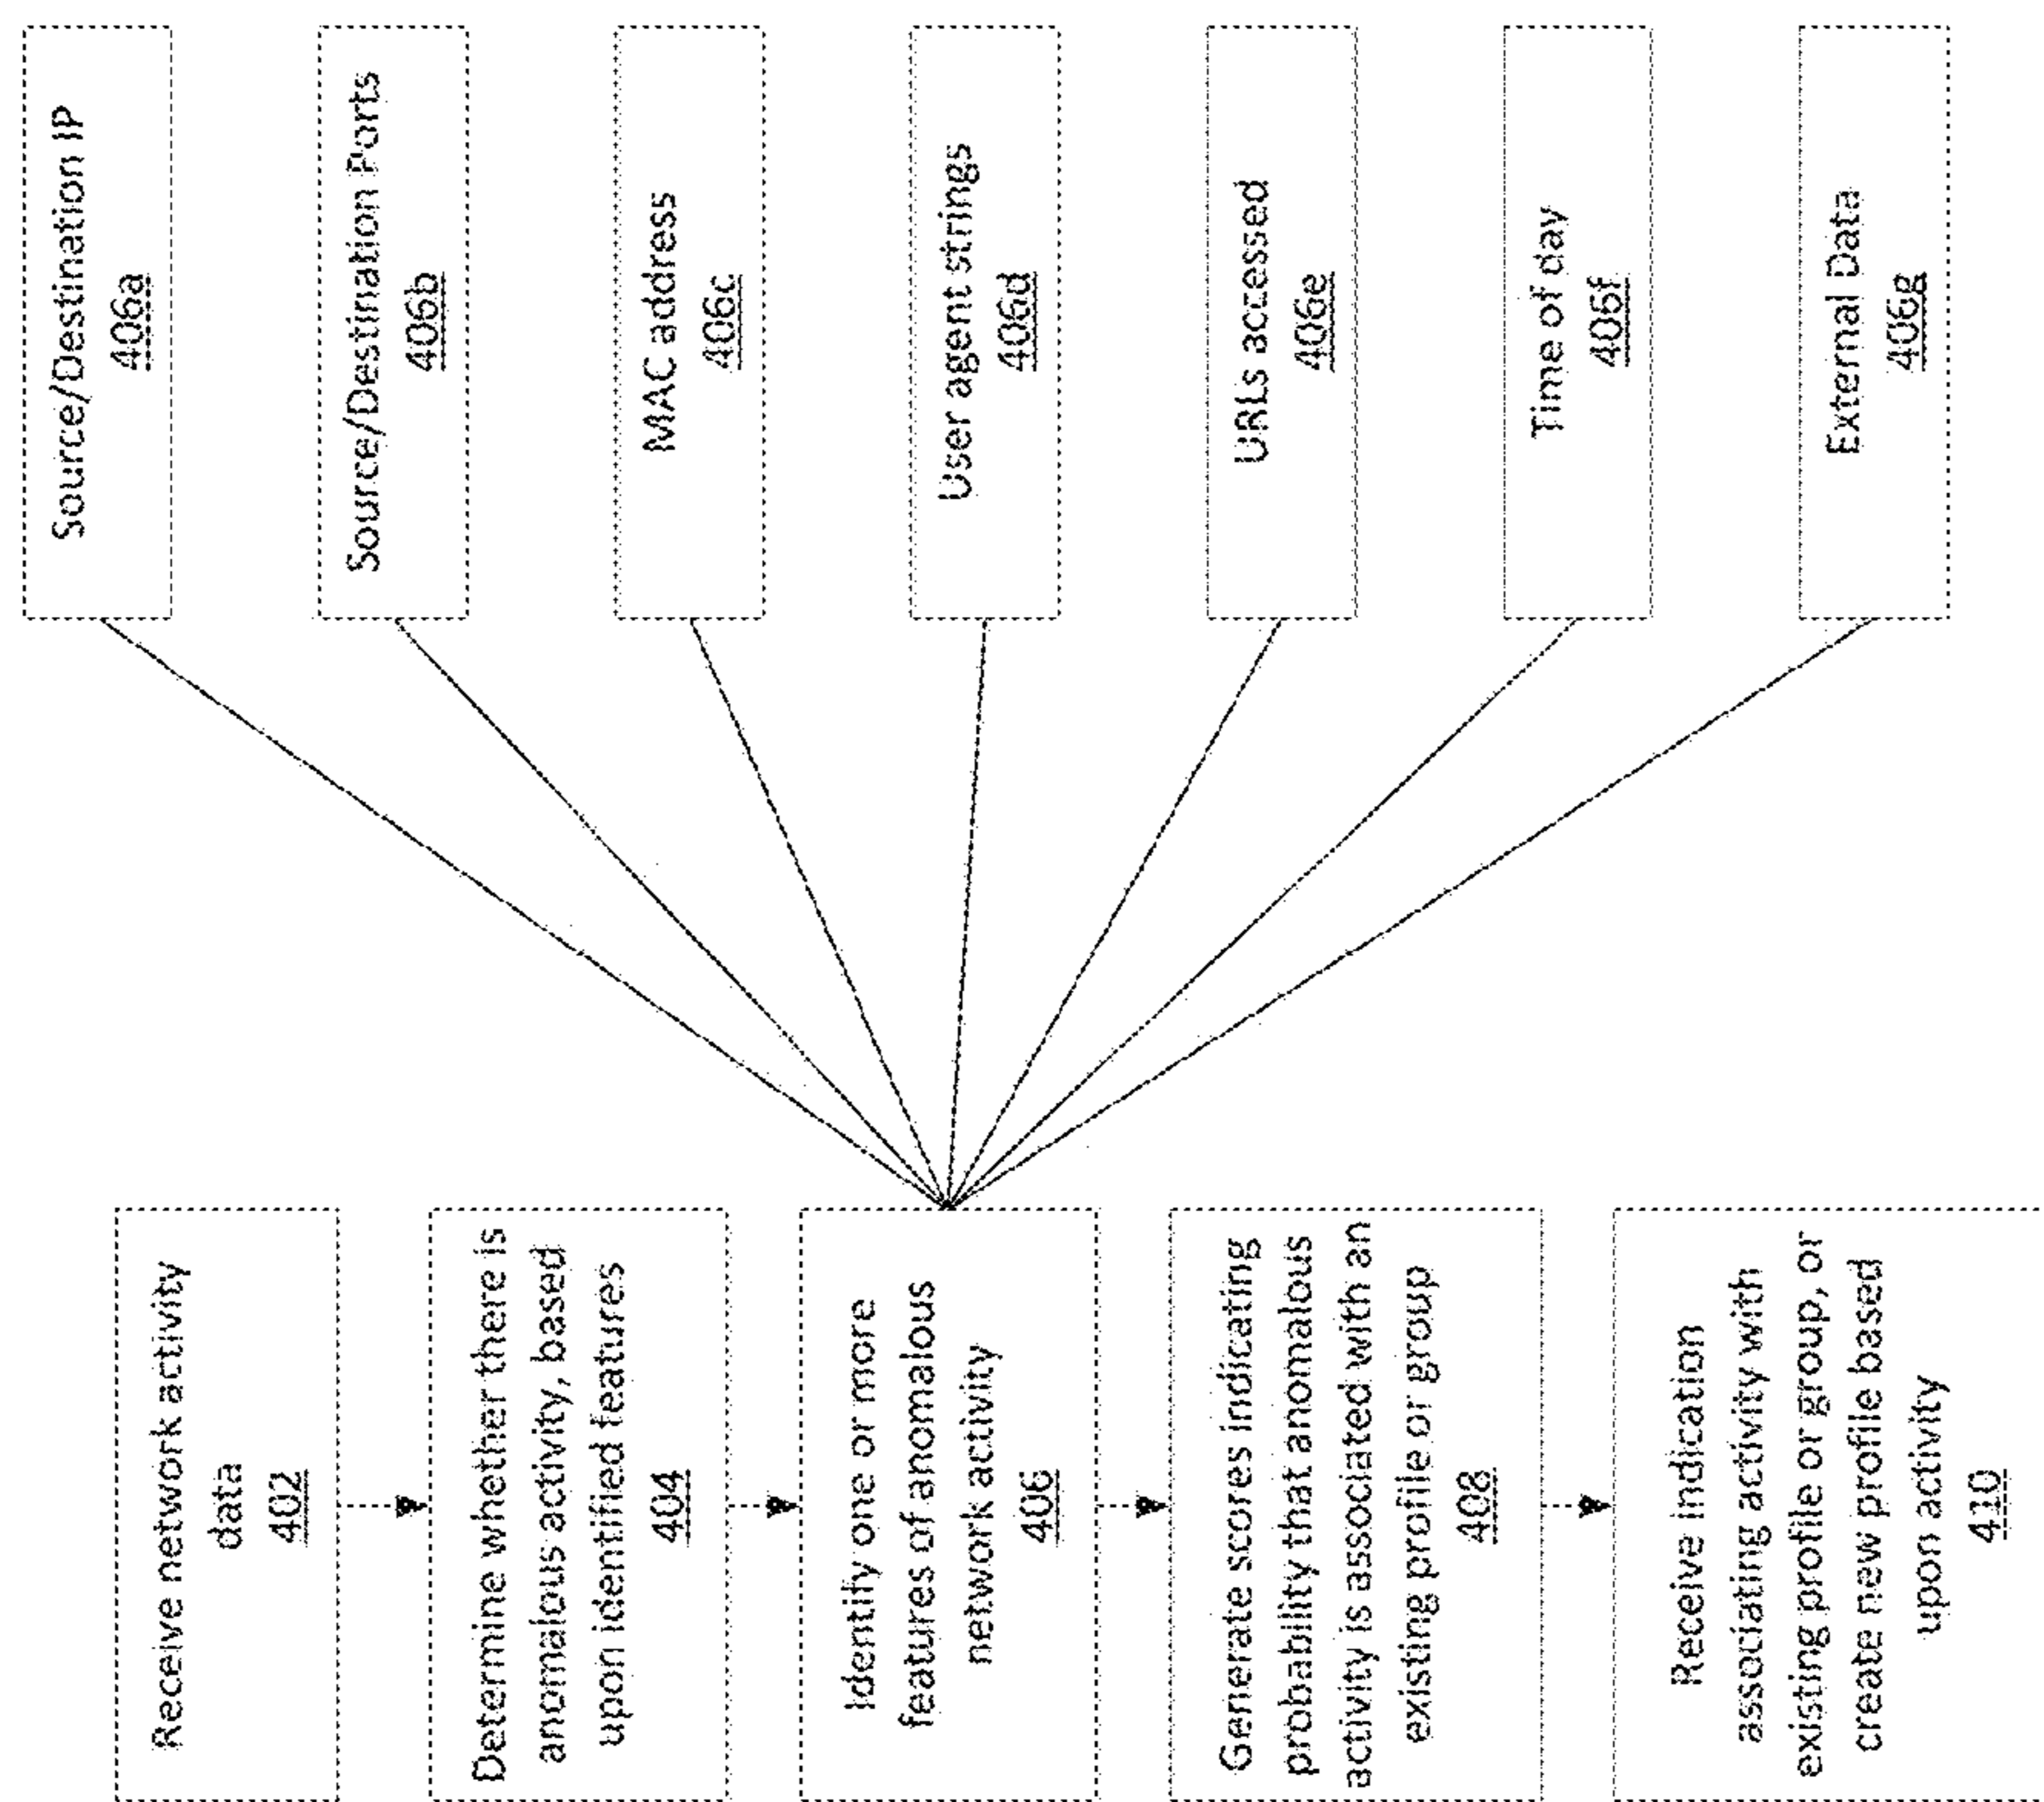 Receive network activity
data
402
Determine whether there is
anomalous activity, based
upon identified features
404
Identify one or more
features of anomalous
network activity
406
Generate scores indicating
probability that anomalous
activity is associated with an
existing profile or group
408
Receive indication
associating activity with
existing profile or group, or
create new profile based
upon activity
410
Source/Destination IP
406a
Source/Destination Ports
406b
MAC address
406c
User agent strings
406d
URLs accessed
406e
Time of day
406f
External Data
406g